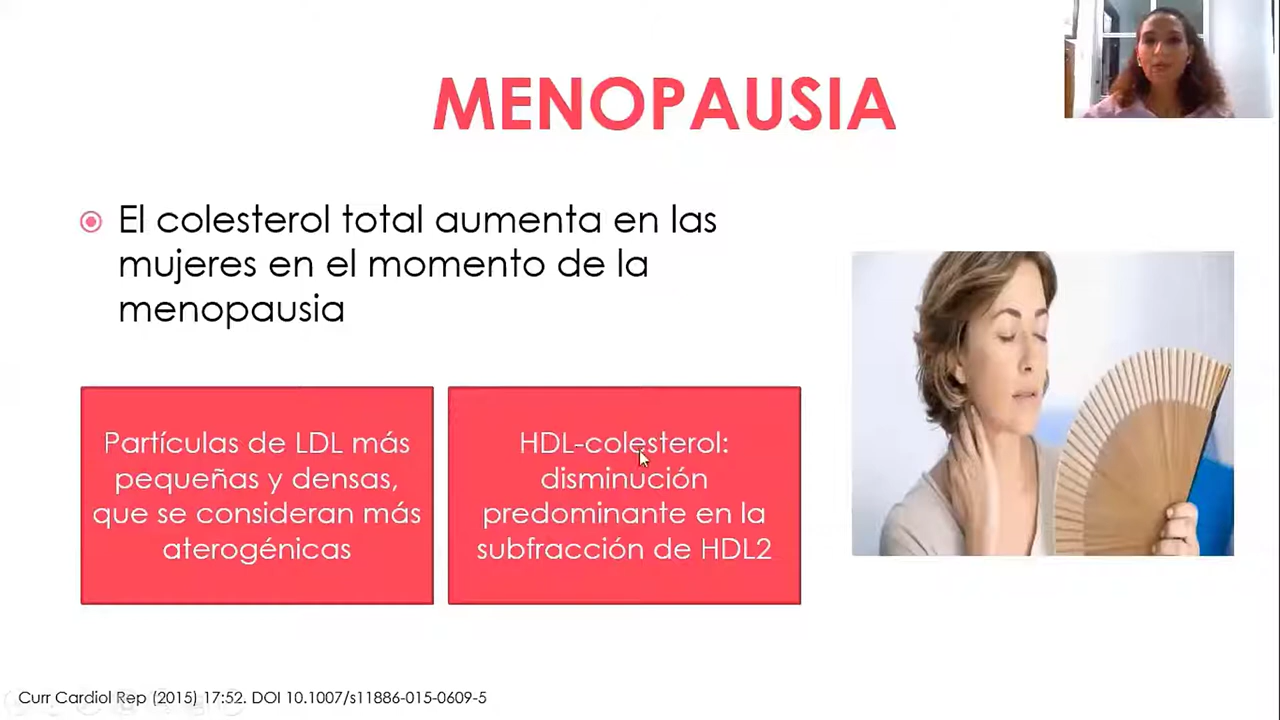 MENOPAUSIA
El colesterol total aumenta en las
mujeres en el momento de la
menopausia
Partículas de LDL más
pequeñas y densas,
que se consideran más
aterogénicas
HDL-colesterol:
disminución
predominante en la
subfracción de HDL2
Curr Cardiol Rep (2015) 17:52. DOI 10.1007/s11886-015-0609-5